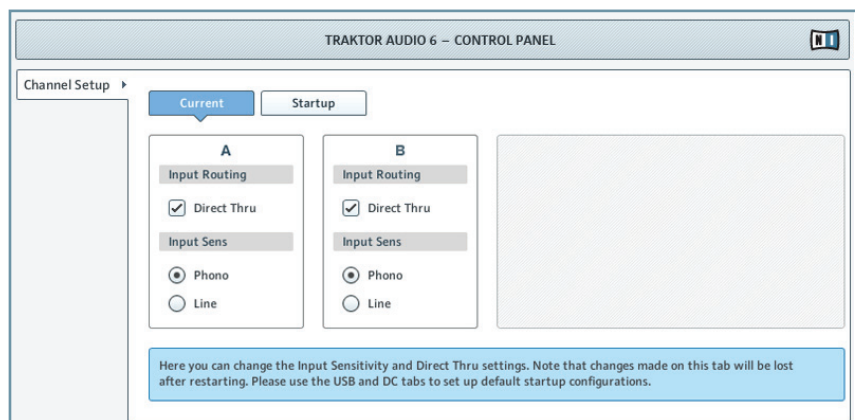 TRAKTOR AUDIO 6 – CONTROL PANEL
NI
Channel Setup
Current
Startup
A
Input Routing
Direct Thru
Input Sens
Phono
Line
B
Input Routing
Direct Thru
Input Sens
Phono
Line
Here you can change the Input Sensitivity and Direct Thru settings. Note that changes made on this tab will be lost
after restarting. Please use the USB and DC tabs to set up default startup configurations.